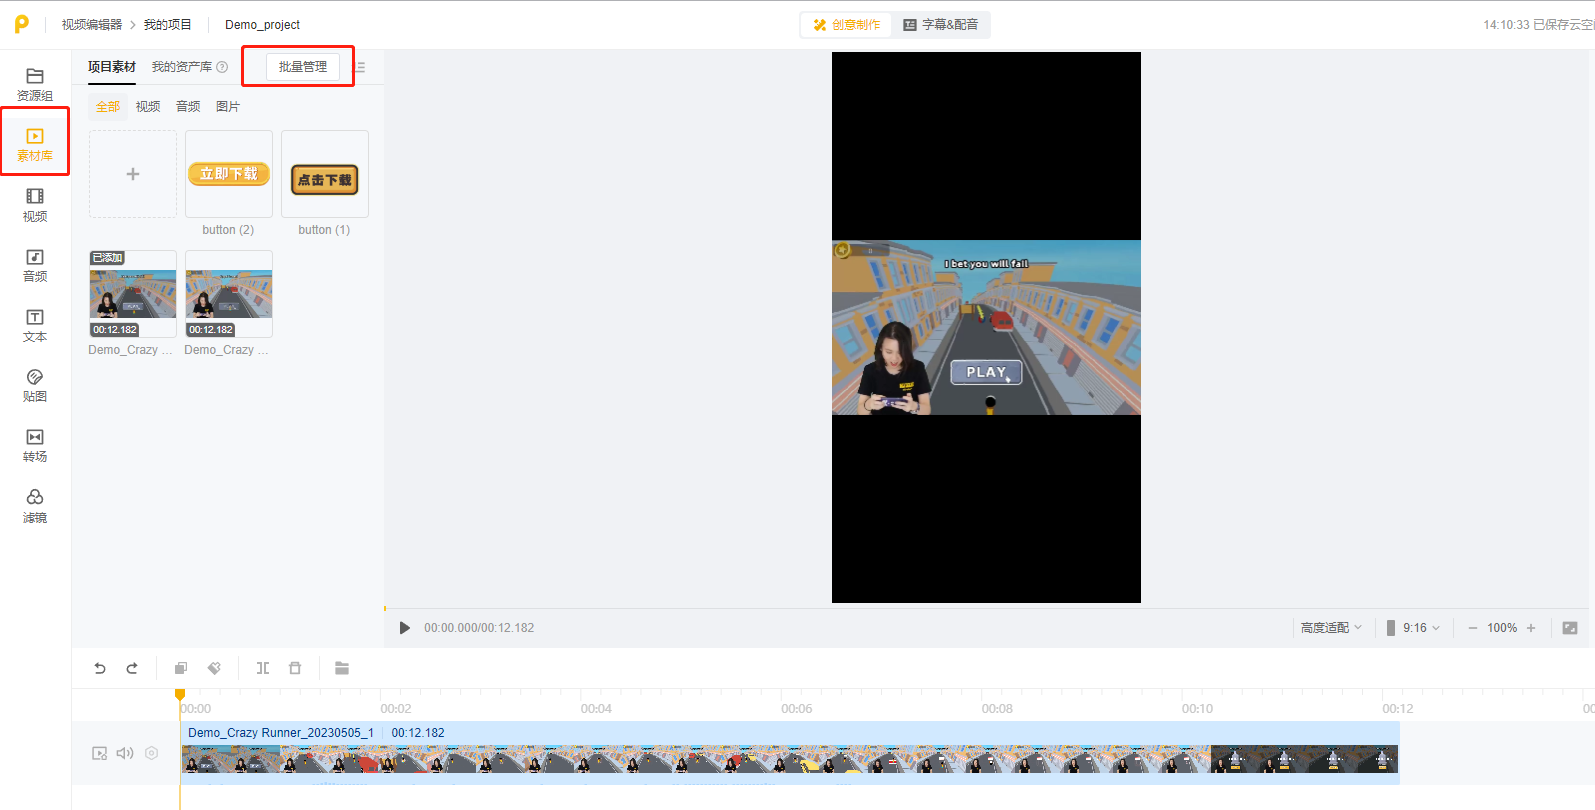 视频编辑器 > 我的项目 Demo_project
创意制作 字幕&配音
14:10:33 已保存云空
资源组
素材库
视频
音频
文本
贴图
转场
滤镜
项目素材 我的资产库 ? 批量管理
全部 视频 音频 图片
立即下载
点击下载
button (2) button (1)
已添加
00:12.182 00:12.182
Demo_Crazy ... Demo_Crazy ...
I bet you will fall
PLAY
00:00.000/00:12.182
高度适配 9:16 100%
00:00 00:02 00:04 00:06 00:08 00:10 00:12 00
Demo_Crazy Runner_20230505_1 00:12.182